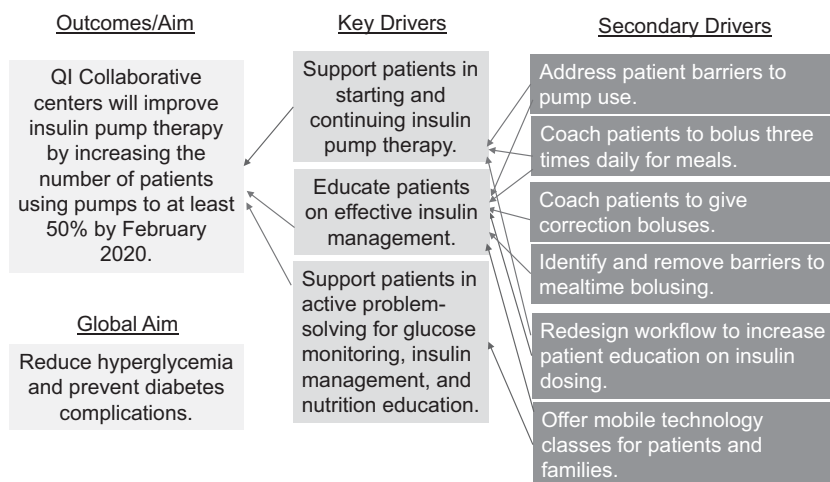 Outcomes/Aim
QI Collaborative
centers will improve
insulin pump therapy
by increasing the
number of patients
using pumps to at least
50% by February
2020.
Global Aim
Reduce hyperglycemia
and prevent diabetes
complications.
Key Drivers
Support patients in
starting and
continuing insulin
pump therapy.
Educate patients
on effective insulin
management.
Support patients in
active problem-
solving for glucose
monitoring, insulin
management, and
nutrition education.
Secondary Drivers
Address patient barriers to
pump use.
Coach patients to bolus three
times daily for meals.
Coach patients to give
correction boluses.
Identify and remove barriers to
mealtime bolusing.
Redesign workflow to increase
patient education on insulin
dosing.
Offer mobile technology
classes for patients and
families.